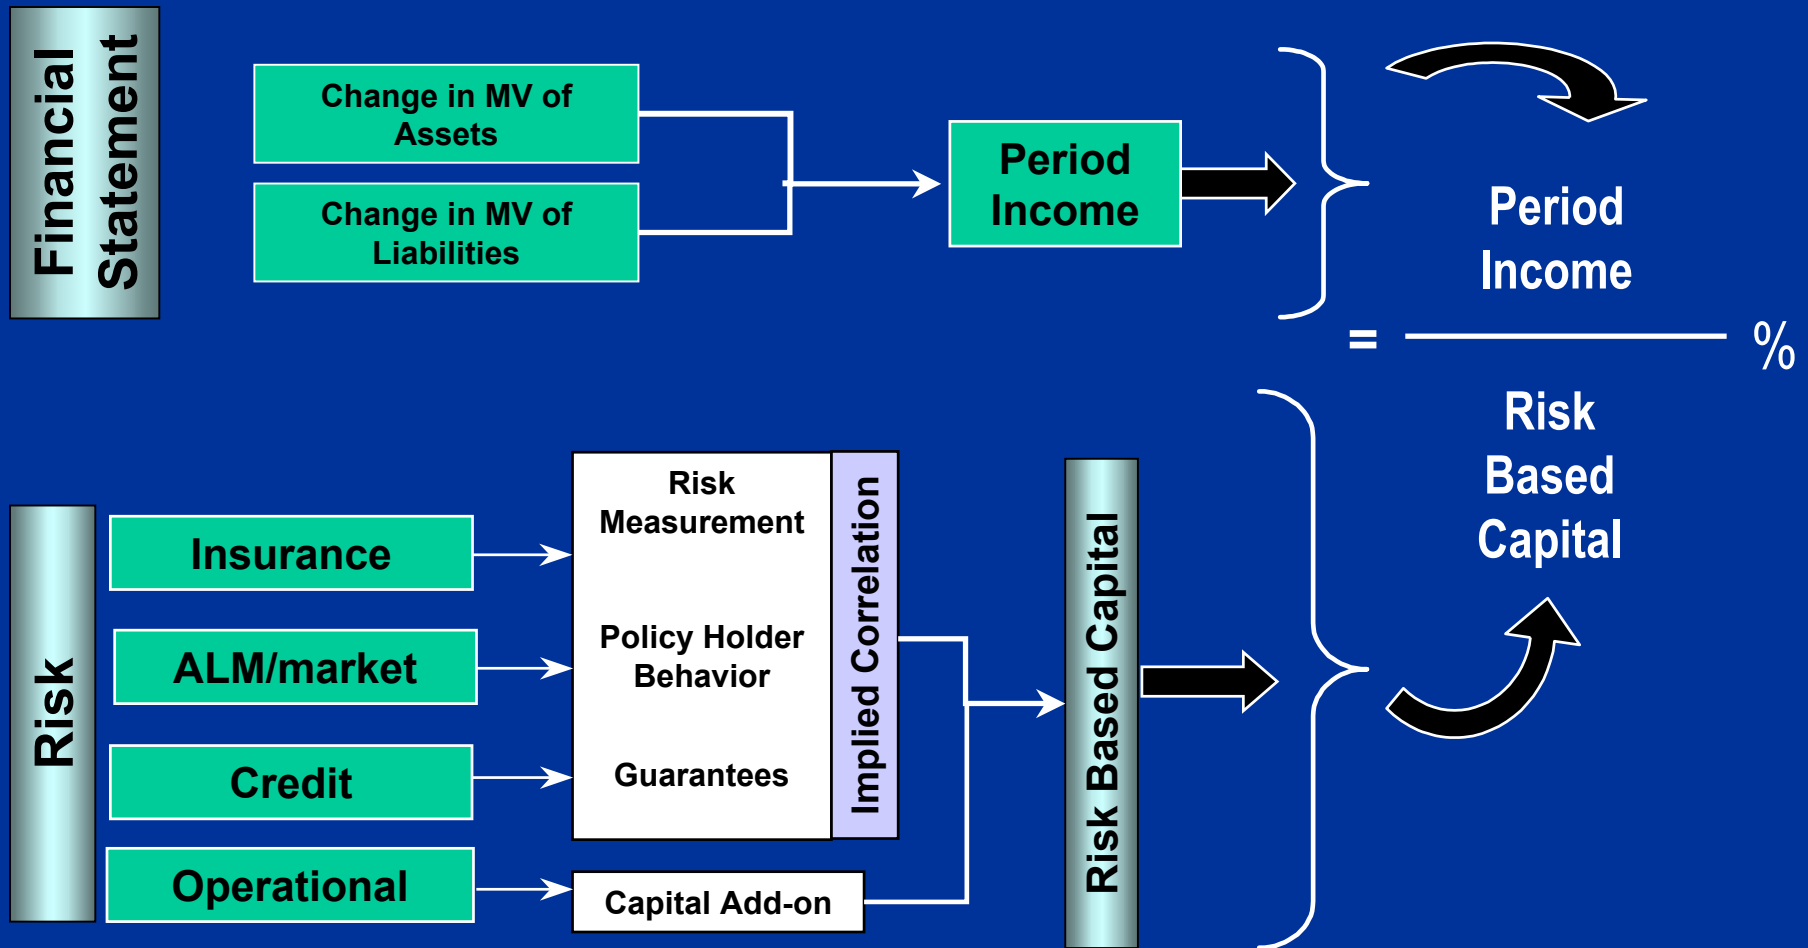 Financial
Statement
Change in MV of
Assets
Change in MV of
Liabilities
Period
Income
Period
Income
= %
Risk
Based
Capital
Risk
Insurance
ALM/market
Credit
Operational
Risk
Measurement
Policy Holder
Behavior
Guarantees
Implied Correlation
Capital Add-on
Risk Based Capital